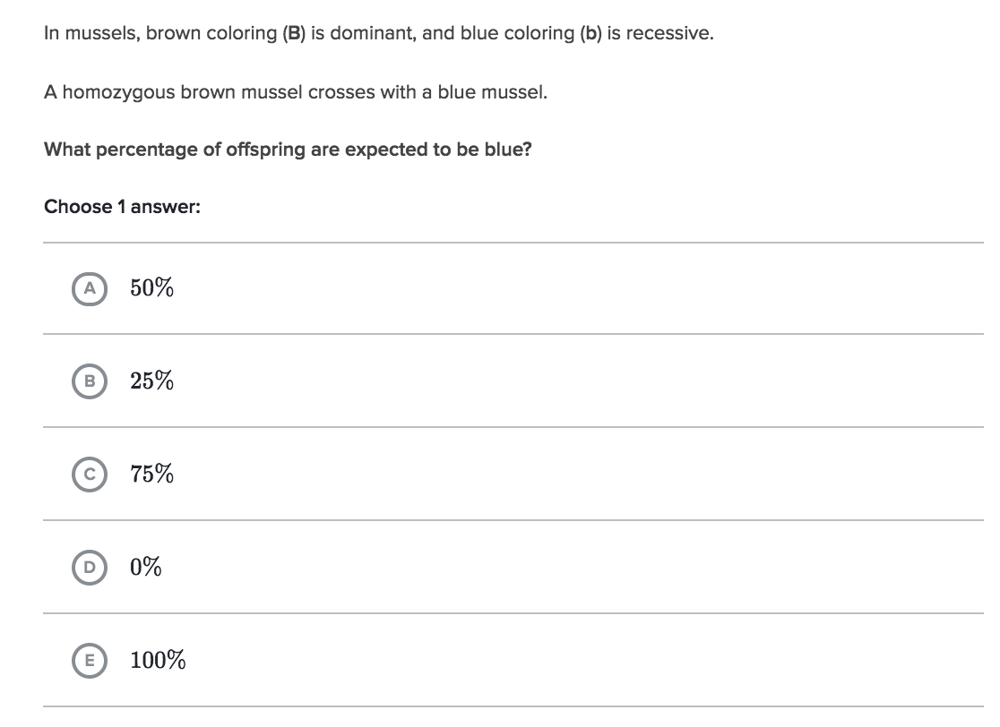 In mussels, brown coloring (B) is dominant, and blue coloring (b) is recessive.
A homozygous brown mussel crosses with a blue mussel.
What percentage of offspring are expected to be blue?
Choose 1 answer:
A 50%
B 25%
C 75%
D 0%
E 100%